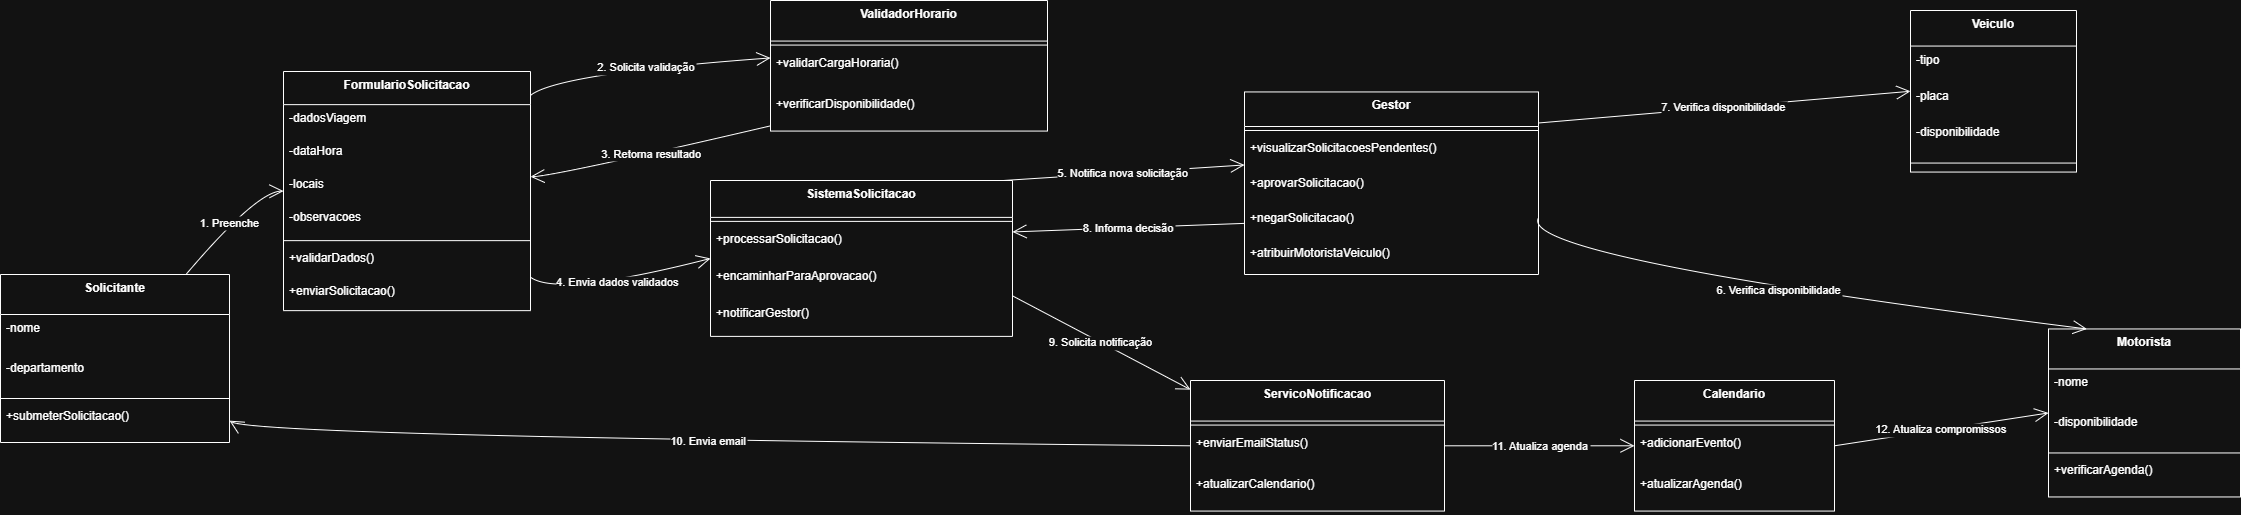 Solicitante
-nome
-departamento
+submeterSolicitacao()
1. Preenche
FormularioSolicitacao
-dadosViagem
-dataHora
-locais
-observacoes
+validarDados()
+enviarSolicitacao()
2. Solicita validação
ValidadorHorario
+validarCargaHoraria()
+verificarDisponibilidade()
3. Retorna resultado
4. Envia dados validados
SistemaSolicitacao
+processarSolicitacao()
+encaminharParaAprovacao()
+notificarGestor()
5. Notifica nova solicitação
Gestor
+visualizarSolicitacoesPendentes()
+aprovarSolicitacao()
+negarSolicitacao()
+atribuirMotoristaVeiculo()
7. Verifica disponibilidade
Veiculo
-tipo
-placa
-disponibilidade
8. Informa decisão
6. Verifica disponibilidade
Motorista
-nome
-disponibilidade
+verificarAgenda()
9. Solicita notificação
ServicoNotificacao
+enviarEmailStatus()
+atualizarCalendario()
10. Envia email
11. Atualiza agenda
Calendario
+adicionarEvento()
+atualizarAgenda()
12. Atualiza compromissos